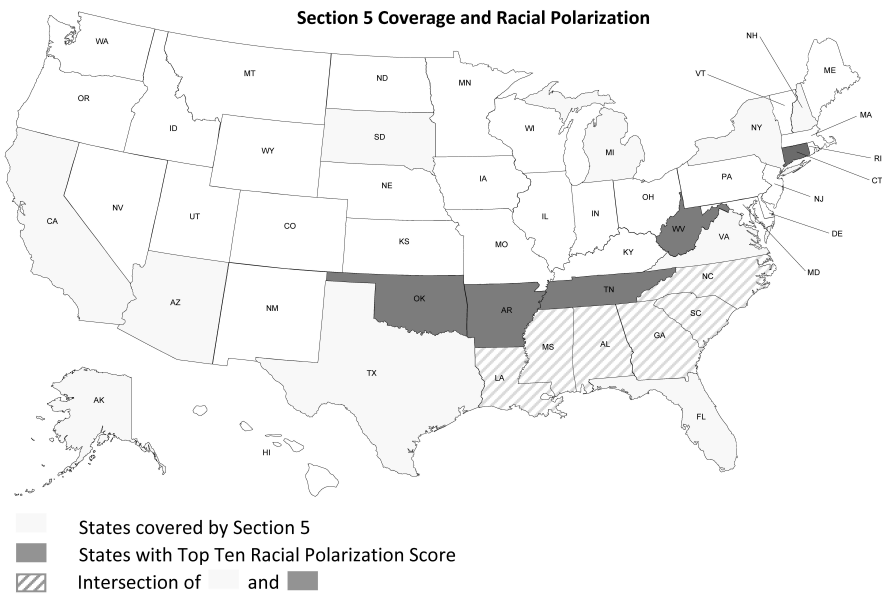 Section 5 Coverage and Racial Polarization
NH
WA
ME
MT
ND
VT
MN
OR
MA
ID
WI
NY
SD
MI
RI
WY
CT
IA
PA
NE
NJ
OH
NV
IL
IN
UT
CO
WV
DE
CA
VA
KS
MO
KY
MD
NC
TN
OK
AZ
NM
AR
SC
GA
MS
AL
TX
LA
AK
FL
HI
States covered by Section 5
States with Top Ten Racial Polarization Score
Intersection of and